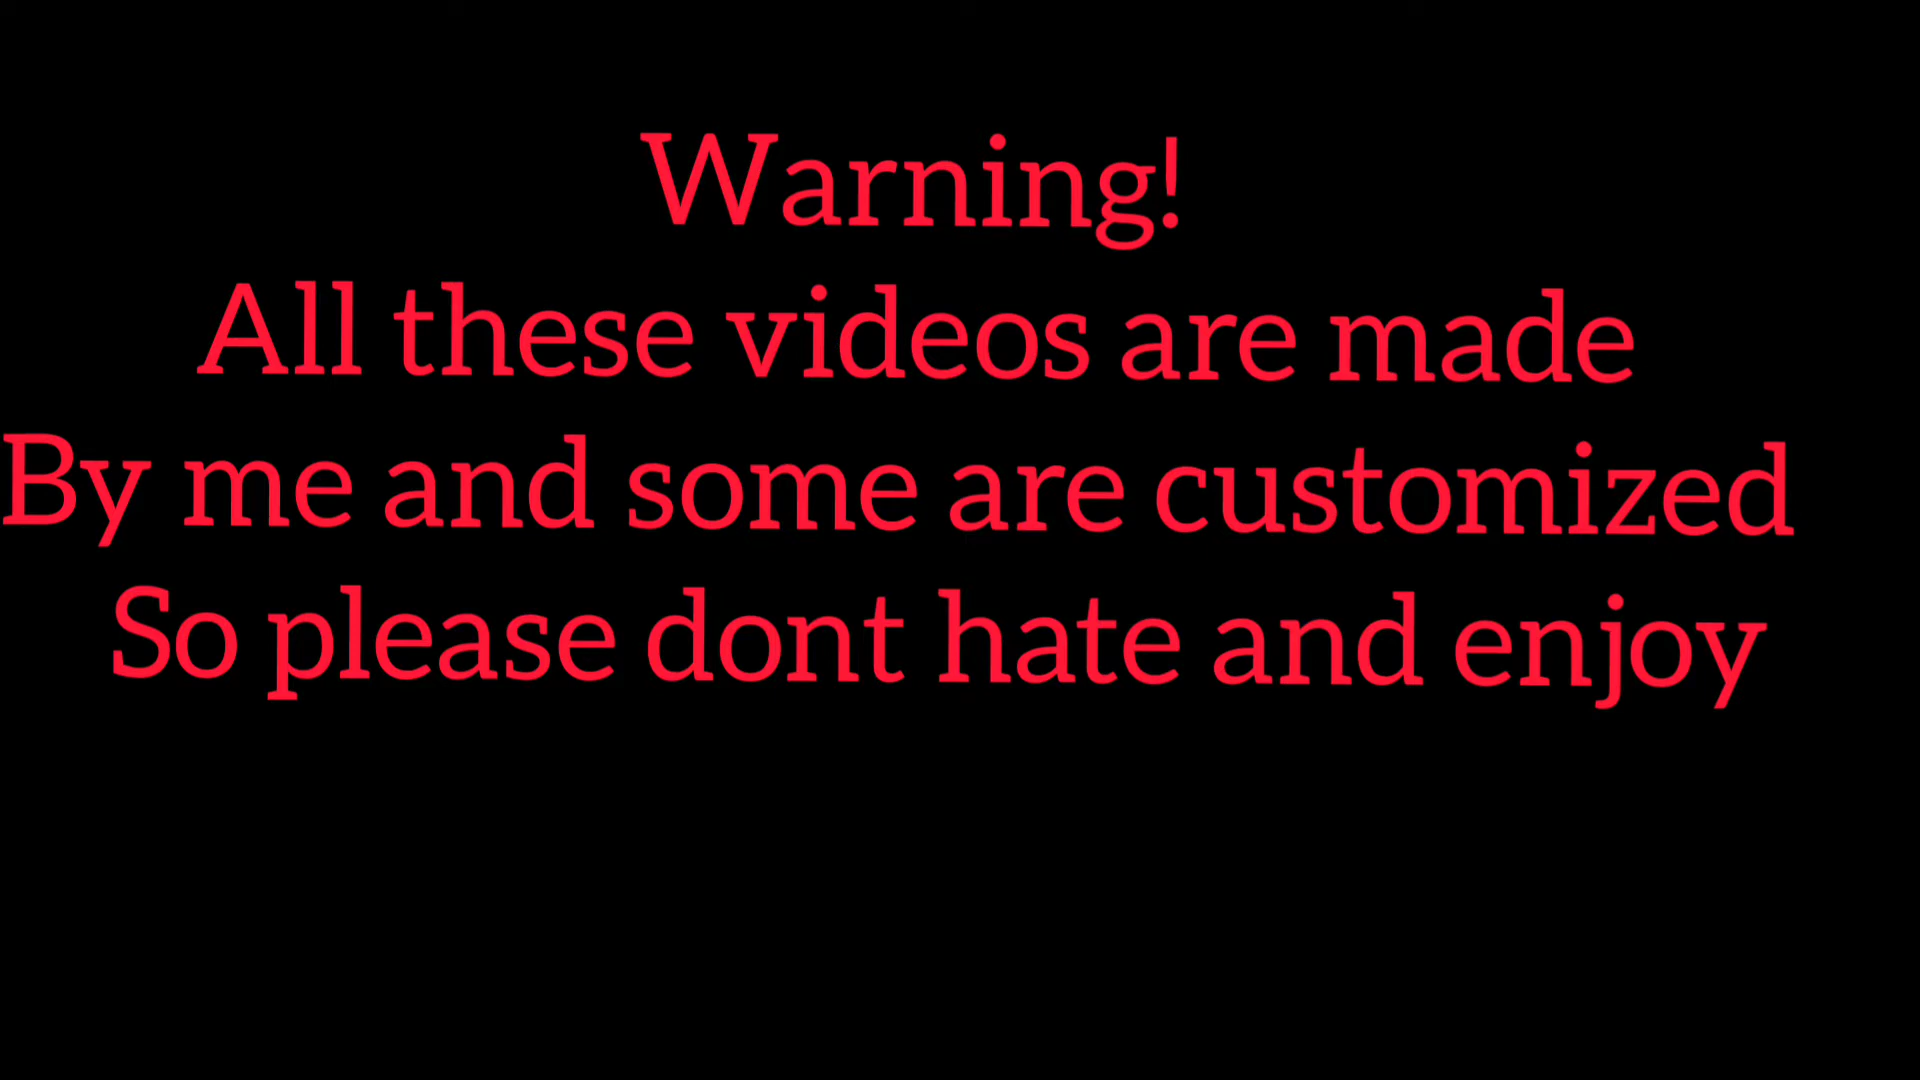 Warning!
All these videos are made
By me and some are customized
So please dont hate and enjoy